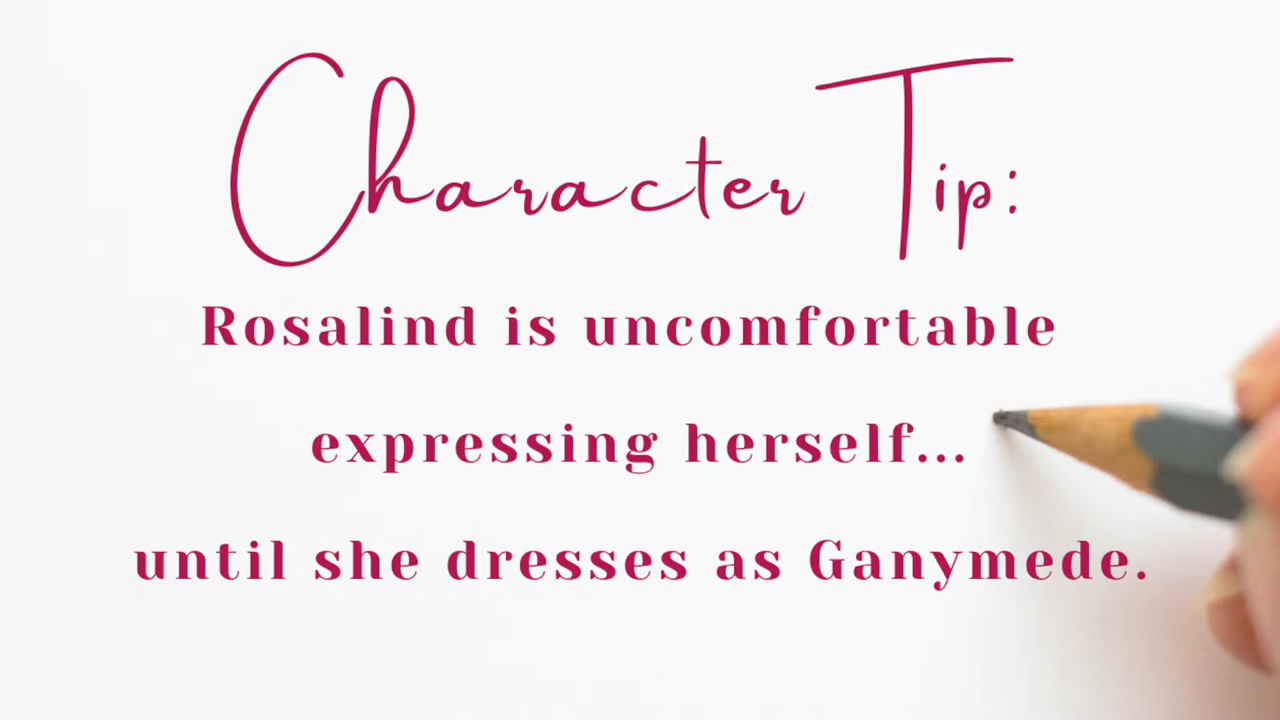 Character Tip:
Rosalind is uncomfortable
expressing herself...
until she dresses as Ganymede.